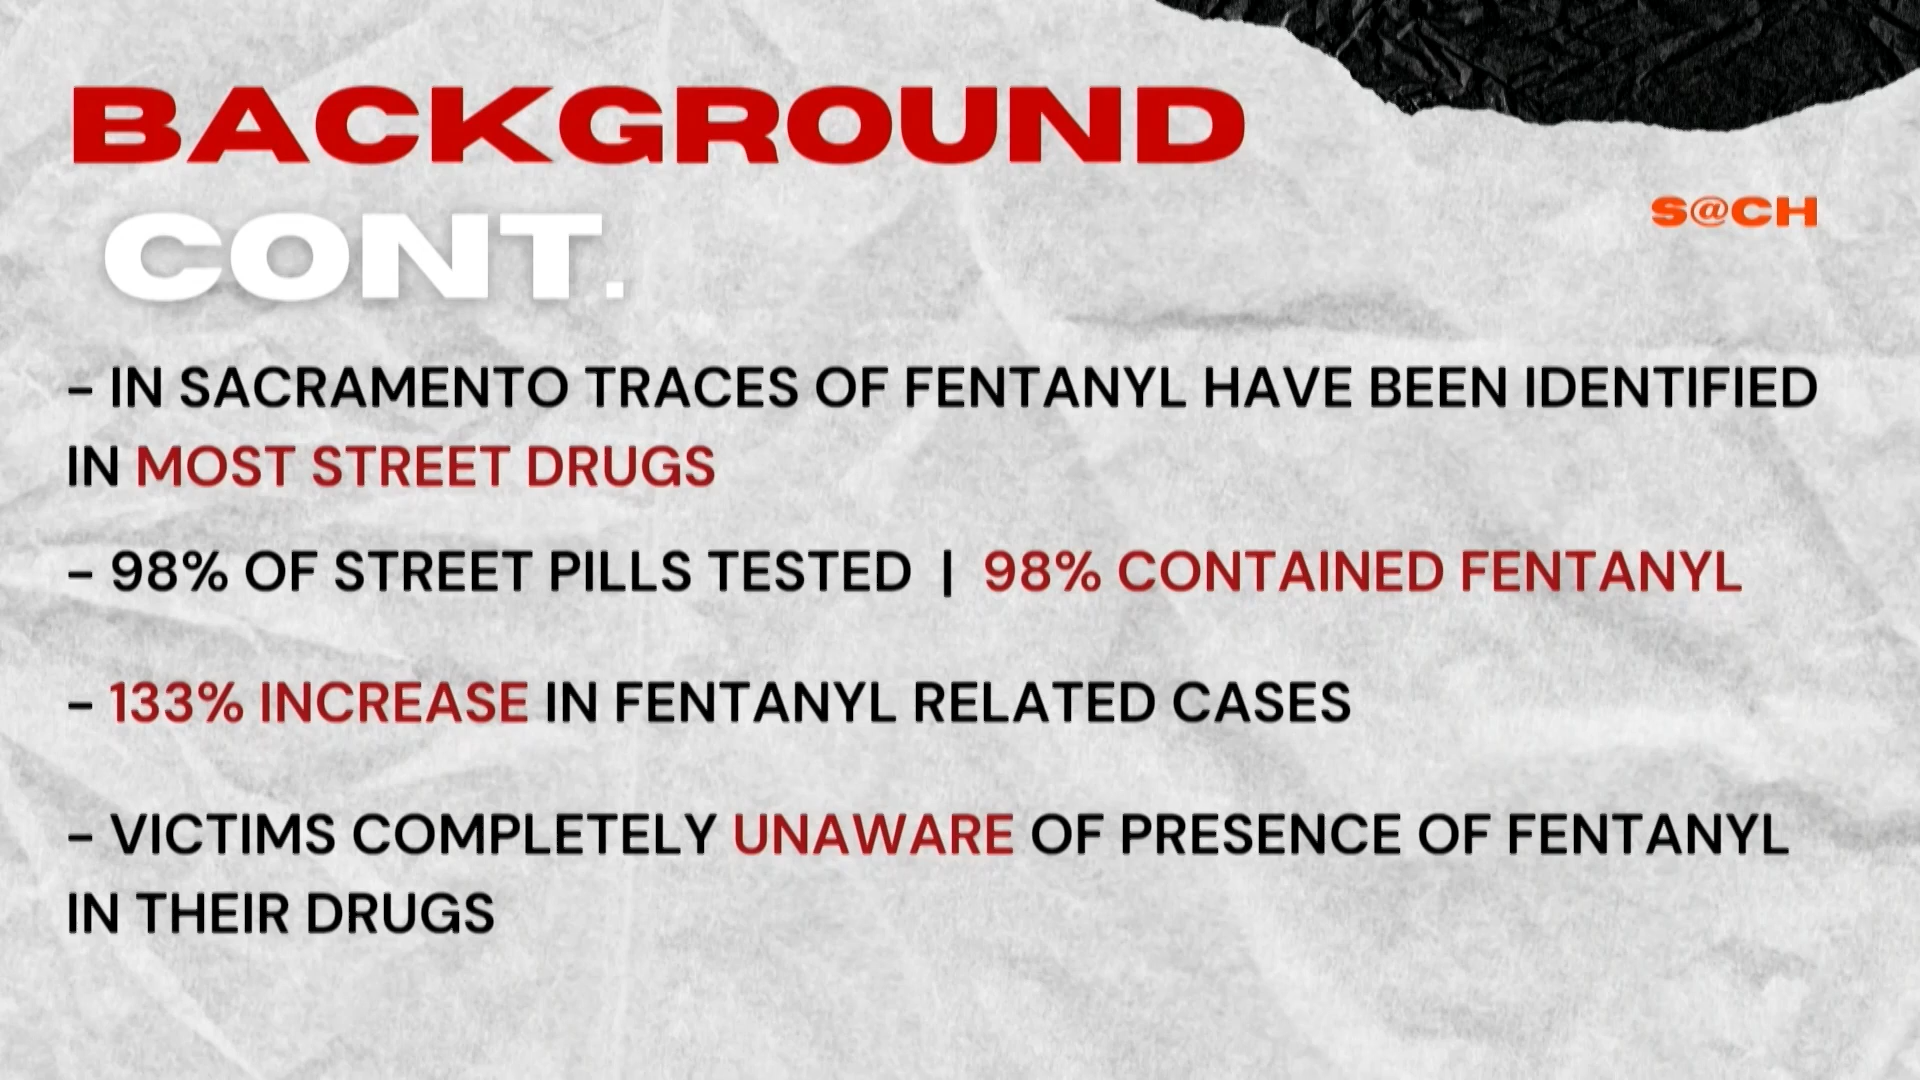 BACKGROUND
CONT.
S@CH
– IN SACRAMENTO TRACES OF FENTANYL HAVE BEEN IDENTIFIED
IN MOST STREET DRUGS
– 98% OF STREET PILLS TESTED | 98% CONTAINED FENTANYL
– 133% INCREASE IN FENTANYL RELATED CASES
– VICTIMS COMPLETELY UNAWARE OF PRESENCE OF FENTANYL
IN THEIR DRUGS